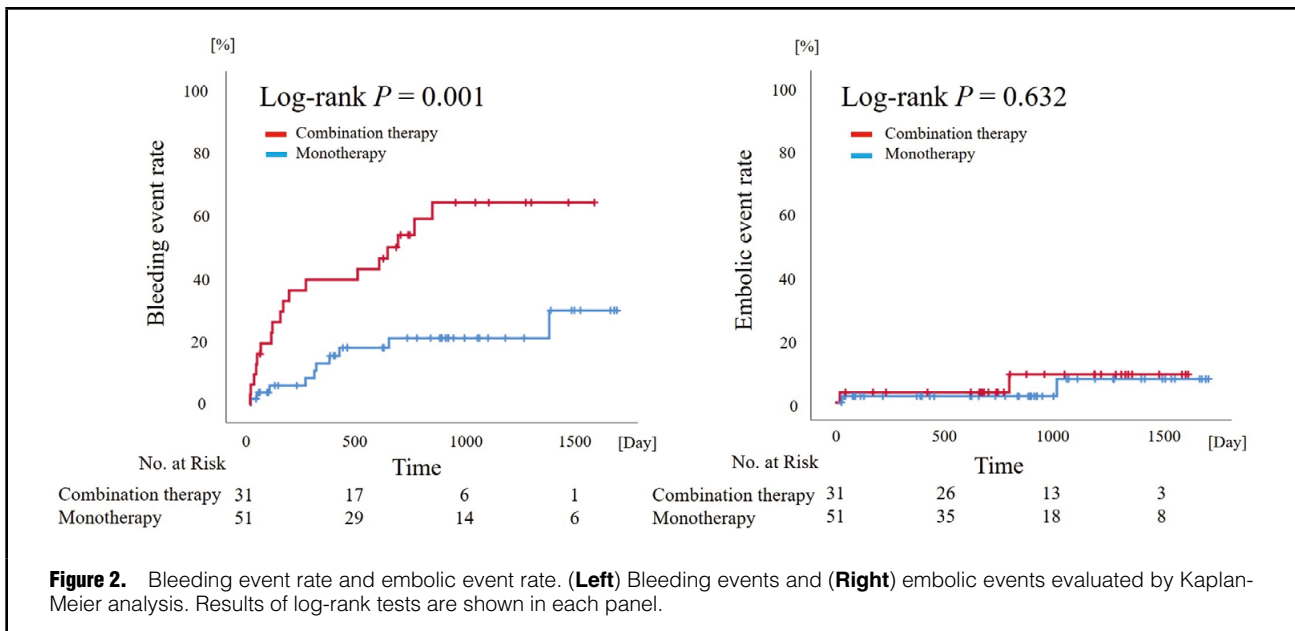 [%]
100
80
60
40
20
0
Bleeding event rate
Log-rank P = 0.001
Combination therapy
Monotherapy
0 500 1000 1500 [Day]
No. at Risk Time
Combination therapy 31 17 6 1
Monotherapy 51 29 14 6
[%]
100
80
60
40
20
0
Embolic event rate
Log-rank P = 0.632
Combination therapy
Monotherapy
0 500 1000 1500 [Day]
No. at Risk Time
Combination therapy 31 26 13 3
Monotherapy 51 35 18 8
Figure 2. Bleeding event rate and embolic event rate. (Left) Bleeding events and (Right) embolic events evaluated by Kaplan-
Meier analysis. Results of log-rank tests are shown in each panel.